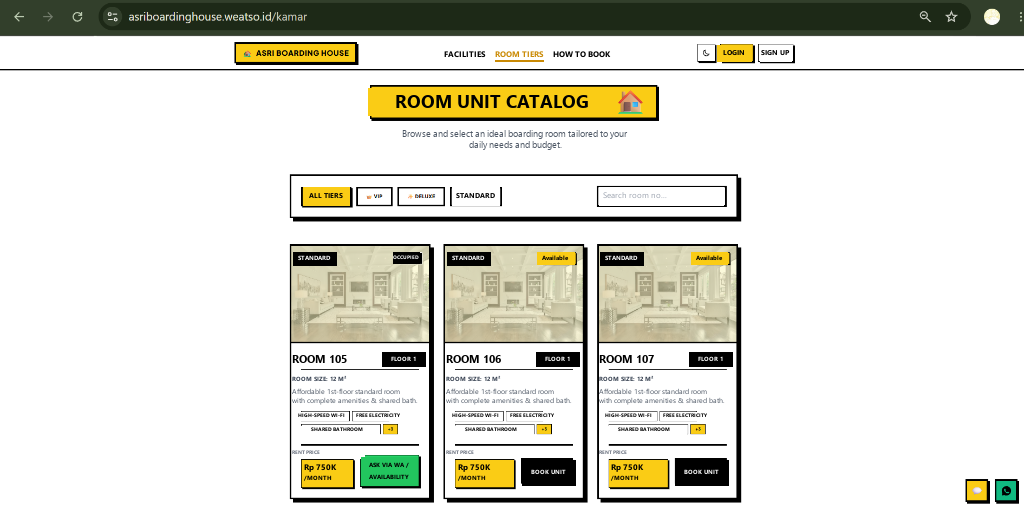 asriboardinghouse.weatso.id/kamar
ASRI BOARDING HOUSE
FACILITIES ROOM TIERS HOW TO BOOK
LOGIN SIGN UP
ROOM UNIT CATALOG
Browse and select an ideal boarding room tailored to your
daily needs and budget.
ALL TIERS VIP DELUXE STANDARD Search room no...
STANDARD OCCUPIED
ROOM 105 FLOOR 1
ROOM SIZE: 12 M²
Affordable 1st-floor standard room
with complete amenities & shared bath.
HIGH-SPEED WI-FI FREE ELECTRICITY
SHARED BATHROOM +3
RENT PRICE
Rp 750K
/MONTH
ASK VIA WA /
AVAILABILITY
STANDARD Available
ROOM 106 FLOOR 1
ROOM SIZE: 12 M²
Affordable 1st-floor standard room
with complete amenities & shared bath.
HIGH-SPEED WI-FI FREE ELECTRICITY
SHARED BATHROOM +3
RENT PRICE
Rp 750K
/MONTH
BOOK UNIT
STANDARD Available
ROOM 107 FLOOR 1
ROOM SIZE: 12 M²
Affordable 1st-floor standard room
with complete amenities & shared bath.
HIGH-SPEED WI-FI FREE ELECTRICITY
SHARED BATHROOM +3
RENT PRICE
Rp 750K
/MONTH
BOOK UNIT